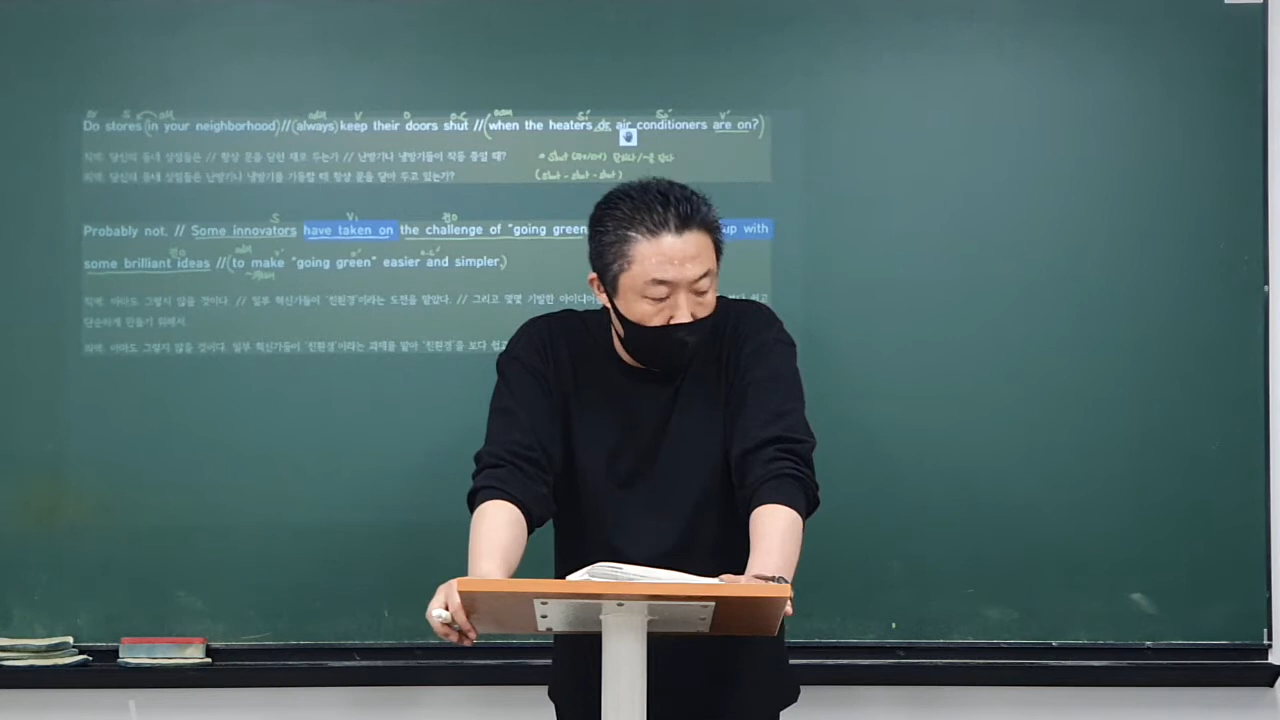 Do stores (in your neighborhood)//(always) keep their doors shut //(when the heaters or air conditioners are on?)
직역: 당신의 동네 상점들은 // 항상 문을 닫힌 채로 두는가 // 난방기나 냉방기들이 작동 중일 때?
의역: 당신의 동네 상점들은 난방기나 냉방기를 가동할 때 항상 문을 닫아 두고 있는가?
(shut - shut - shut)
Probably not. // Some innovators have taken on the challenge of "going green up with
some brilliant ideas //(to make "going green" easier and simpler.)
직역: 아마도 그렇지 않을 것이다. // 일부 혁신가들이 '친환경'이라는 도전을 맡았다. // 그리고 몇몇 기발한 아이디어 쉽고
단순하게 만들기 위해서.
의역: 아마도 그렇지 않을 것이다. 일부 혁신가들이 '친환경'이라는 과제를 맡아 '친환경'을 보다 쉽고